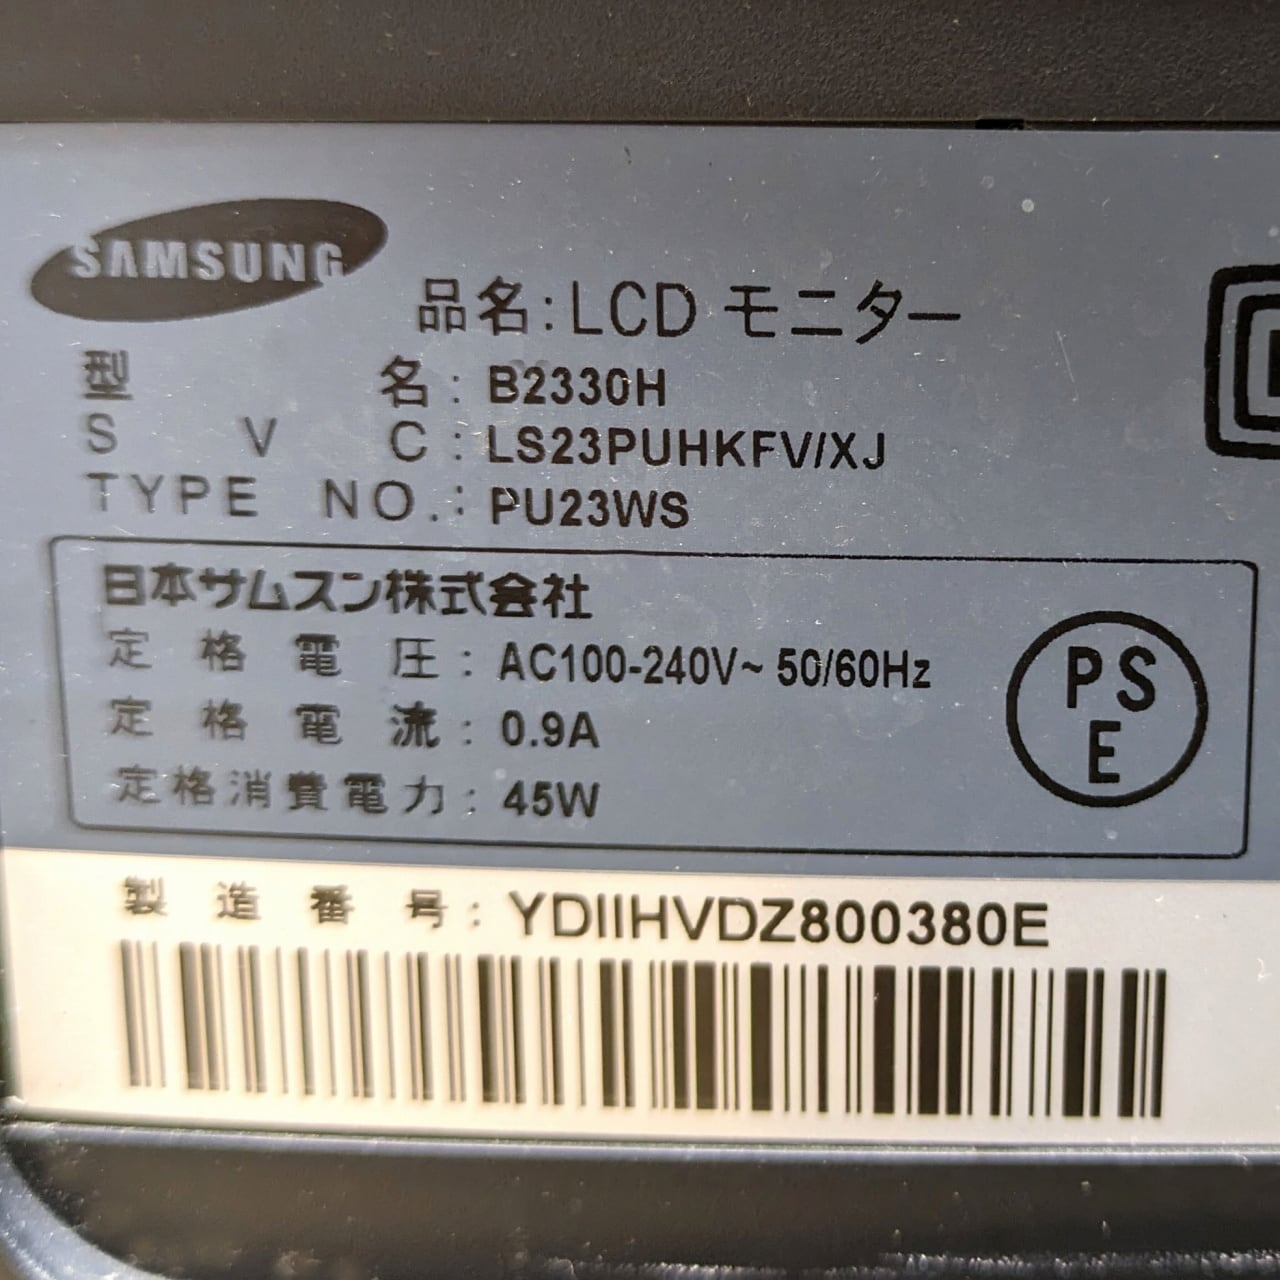 SAMSUNG
品名:LCD モニター
型名: B2330H
SVC: LS23PUHKFV/XJ
TYPE NO.: PU23WS
日本サムスン株式会社
定格電圧: AC100-240V~ 50/60Hz
定格電流: 0.9A
定格消費電力: 45W
PS
E
製造番号: YDIIHVDZ800380E